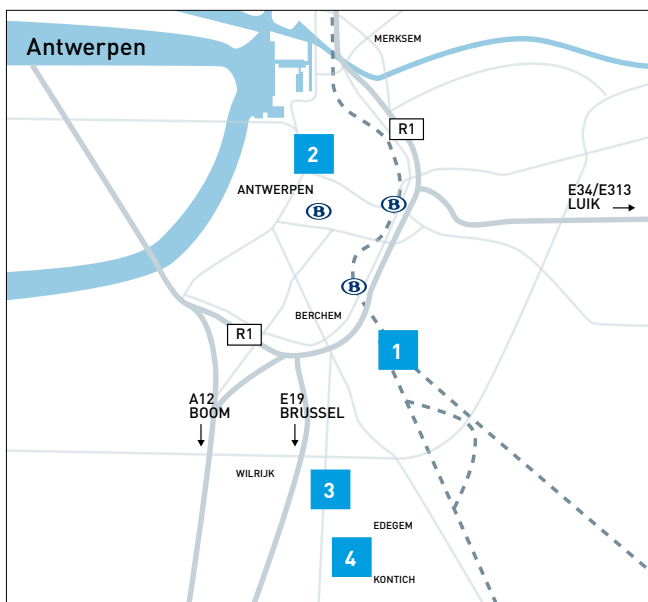 MERKSEM
Antwerpen
R1
2
ANTWERPEN
E34/E313
LUIK
B
B
B
BERCHEM
R1
1
A12
BOOM
E19
BRUSSEL
WILRIJK
3
EDEGEM
4
KONTICH